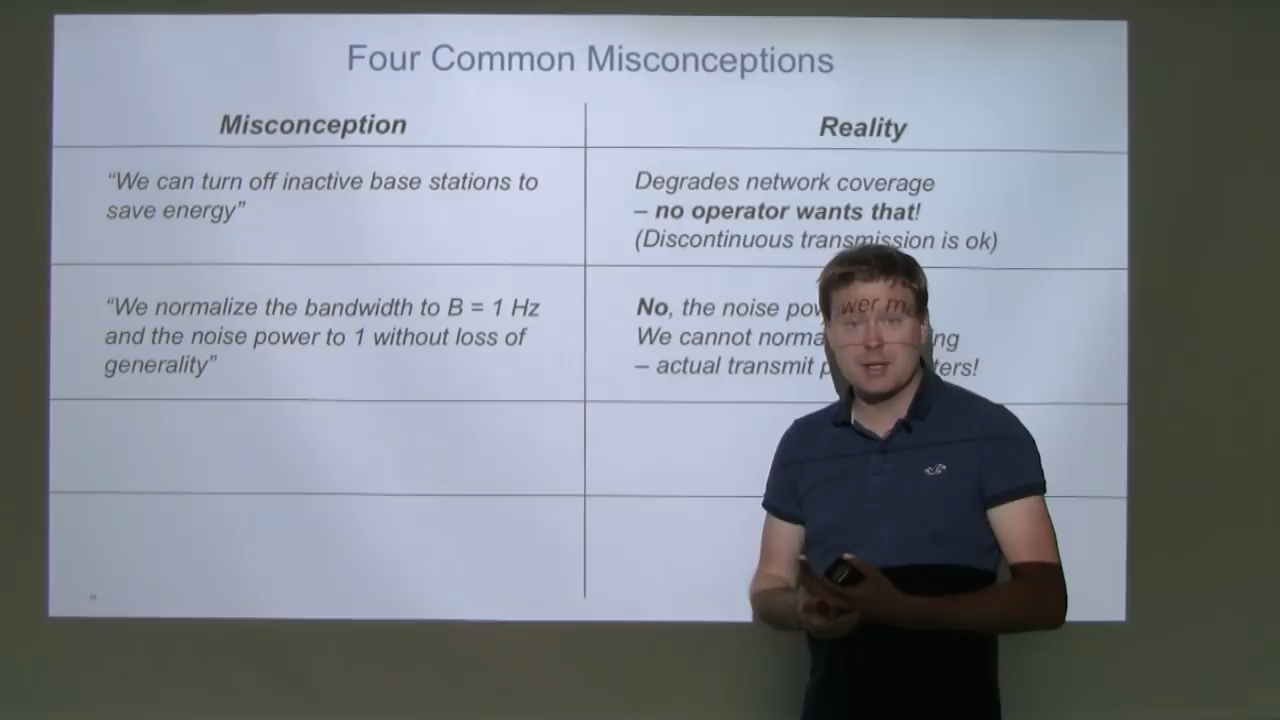 Four Common Misconceptions
Misconception
Reality
“We can turn off inactive base stations to
save energy”
Degrades network coverage
– no operator wants that!
(Discontinuous transmission is ok)
“We normalize the bandwidth to B = 1 Hz
and the noise power to 1 without loss of
generality”
No, the noise power
We cannot
– actual transmit